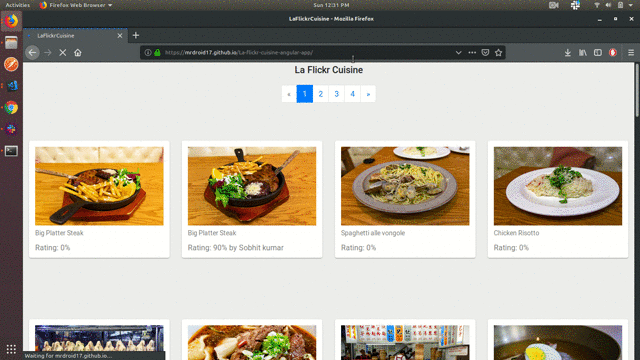 Activities Firefox Web Browser Sun 12:31 PM
LaFlickrCuisine - Mozilla Firefox
LaFlickrCuisine
https://mrdroid17.github.io/La-flickr-cuisine-angular-app/
La Flickr Cuisine
« 1 2 3 4 »
Big Platter Steak
Rating: 0%
Big Platter Steak
Rating: 90% by Sobhit kumar
Spaghetti alle vongole
Rating: 0%
Chicken Risotto
Rating: 0%
Waiting for mrdroid17.github.io...